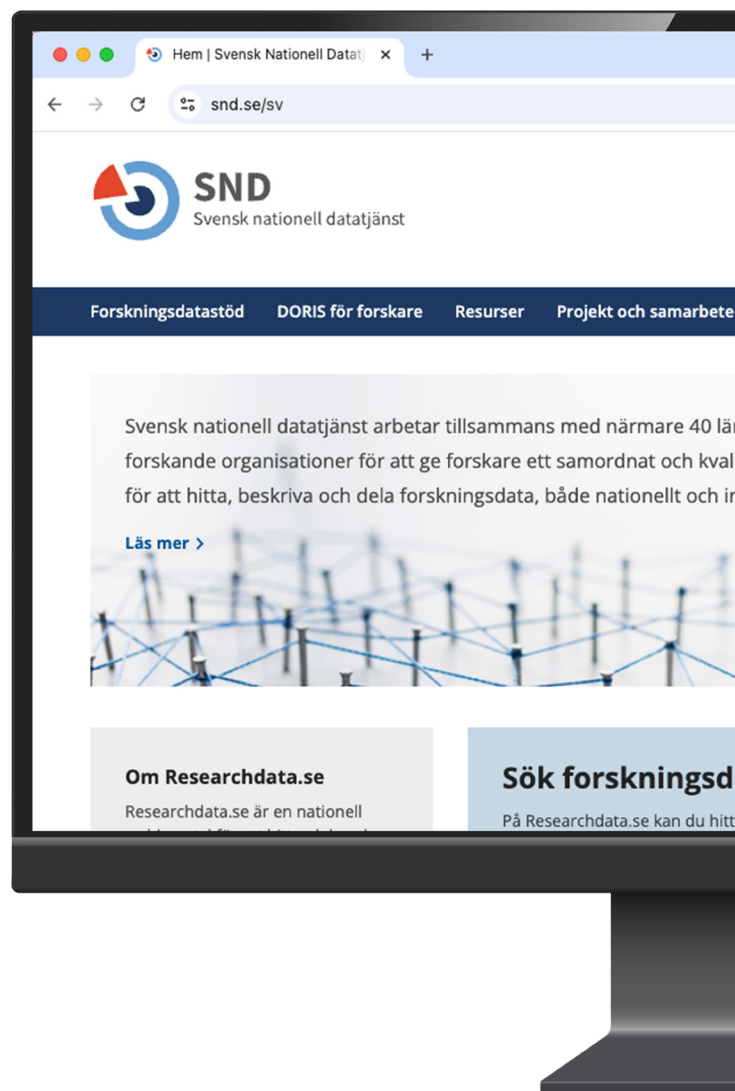 Hem | Svensk Nationell Datatj
snd.se/sv
SND
Svensk nationell datatjänst
Forskningsdatastöd DORIS för forskare Resurser Projekt och samarbete
Svensk nationell datatjänst arbetar tillsammans med närmare 40 lär
forskande organisationer för att ge forskare ett samordnat och kval
för att hitta, beskriva och dela forskningsdata, både nationellt och in
Läs mer >
Om Researchdata.se
Researchdata.se är en nationell
Sök forskningsd
På Researchdata.se kan du hitt